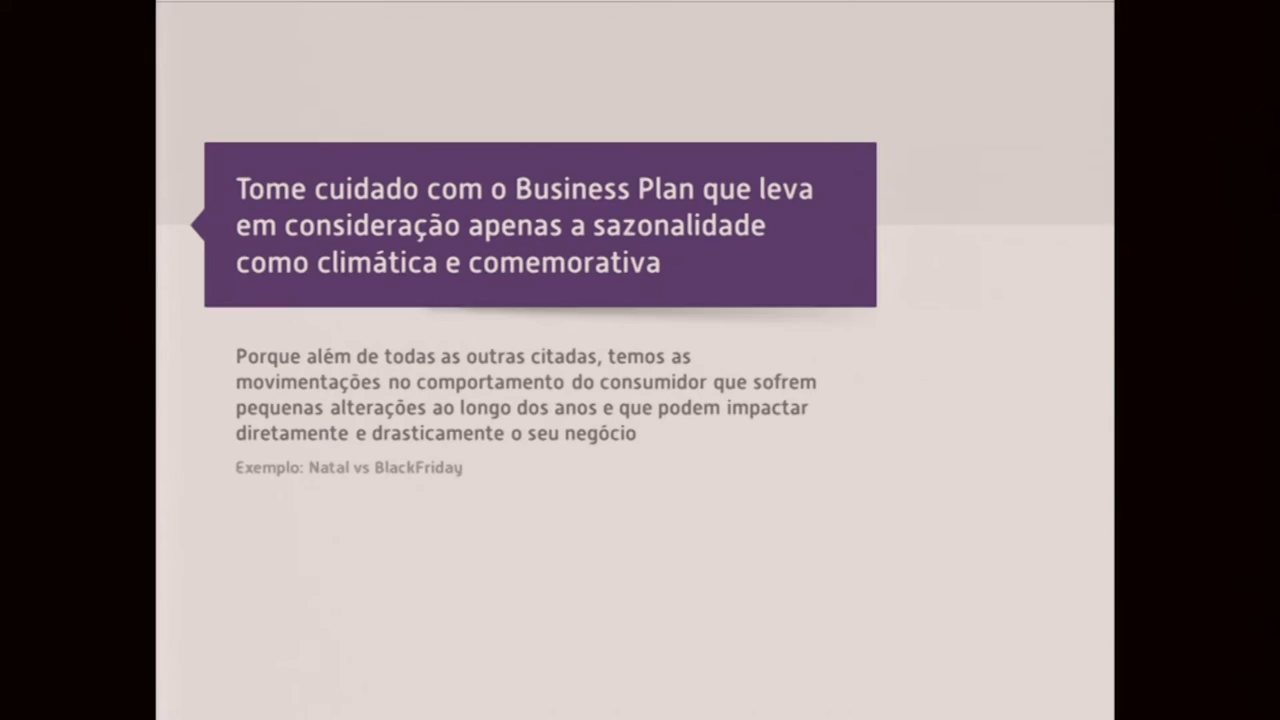 Tome cuidado com o Business Plan que leva
em consideração apenas a sazonalidade
como climática e comemorativa
Porque além de todas as outras citadas, temos as
movimentações no comportamento do consumidor que sofrem
pequenas alterações ao longo dos anos e que podem impactar
diretamente e drasticamente o seu negócio
Exemplo: Natal vs BlackFriday